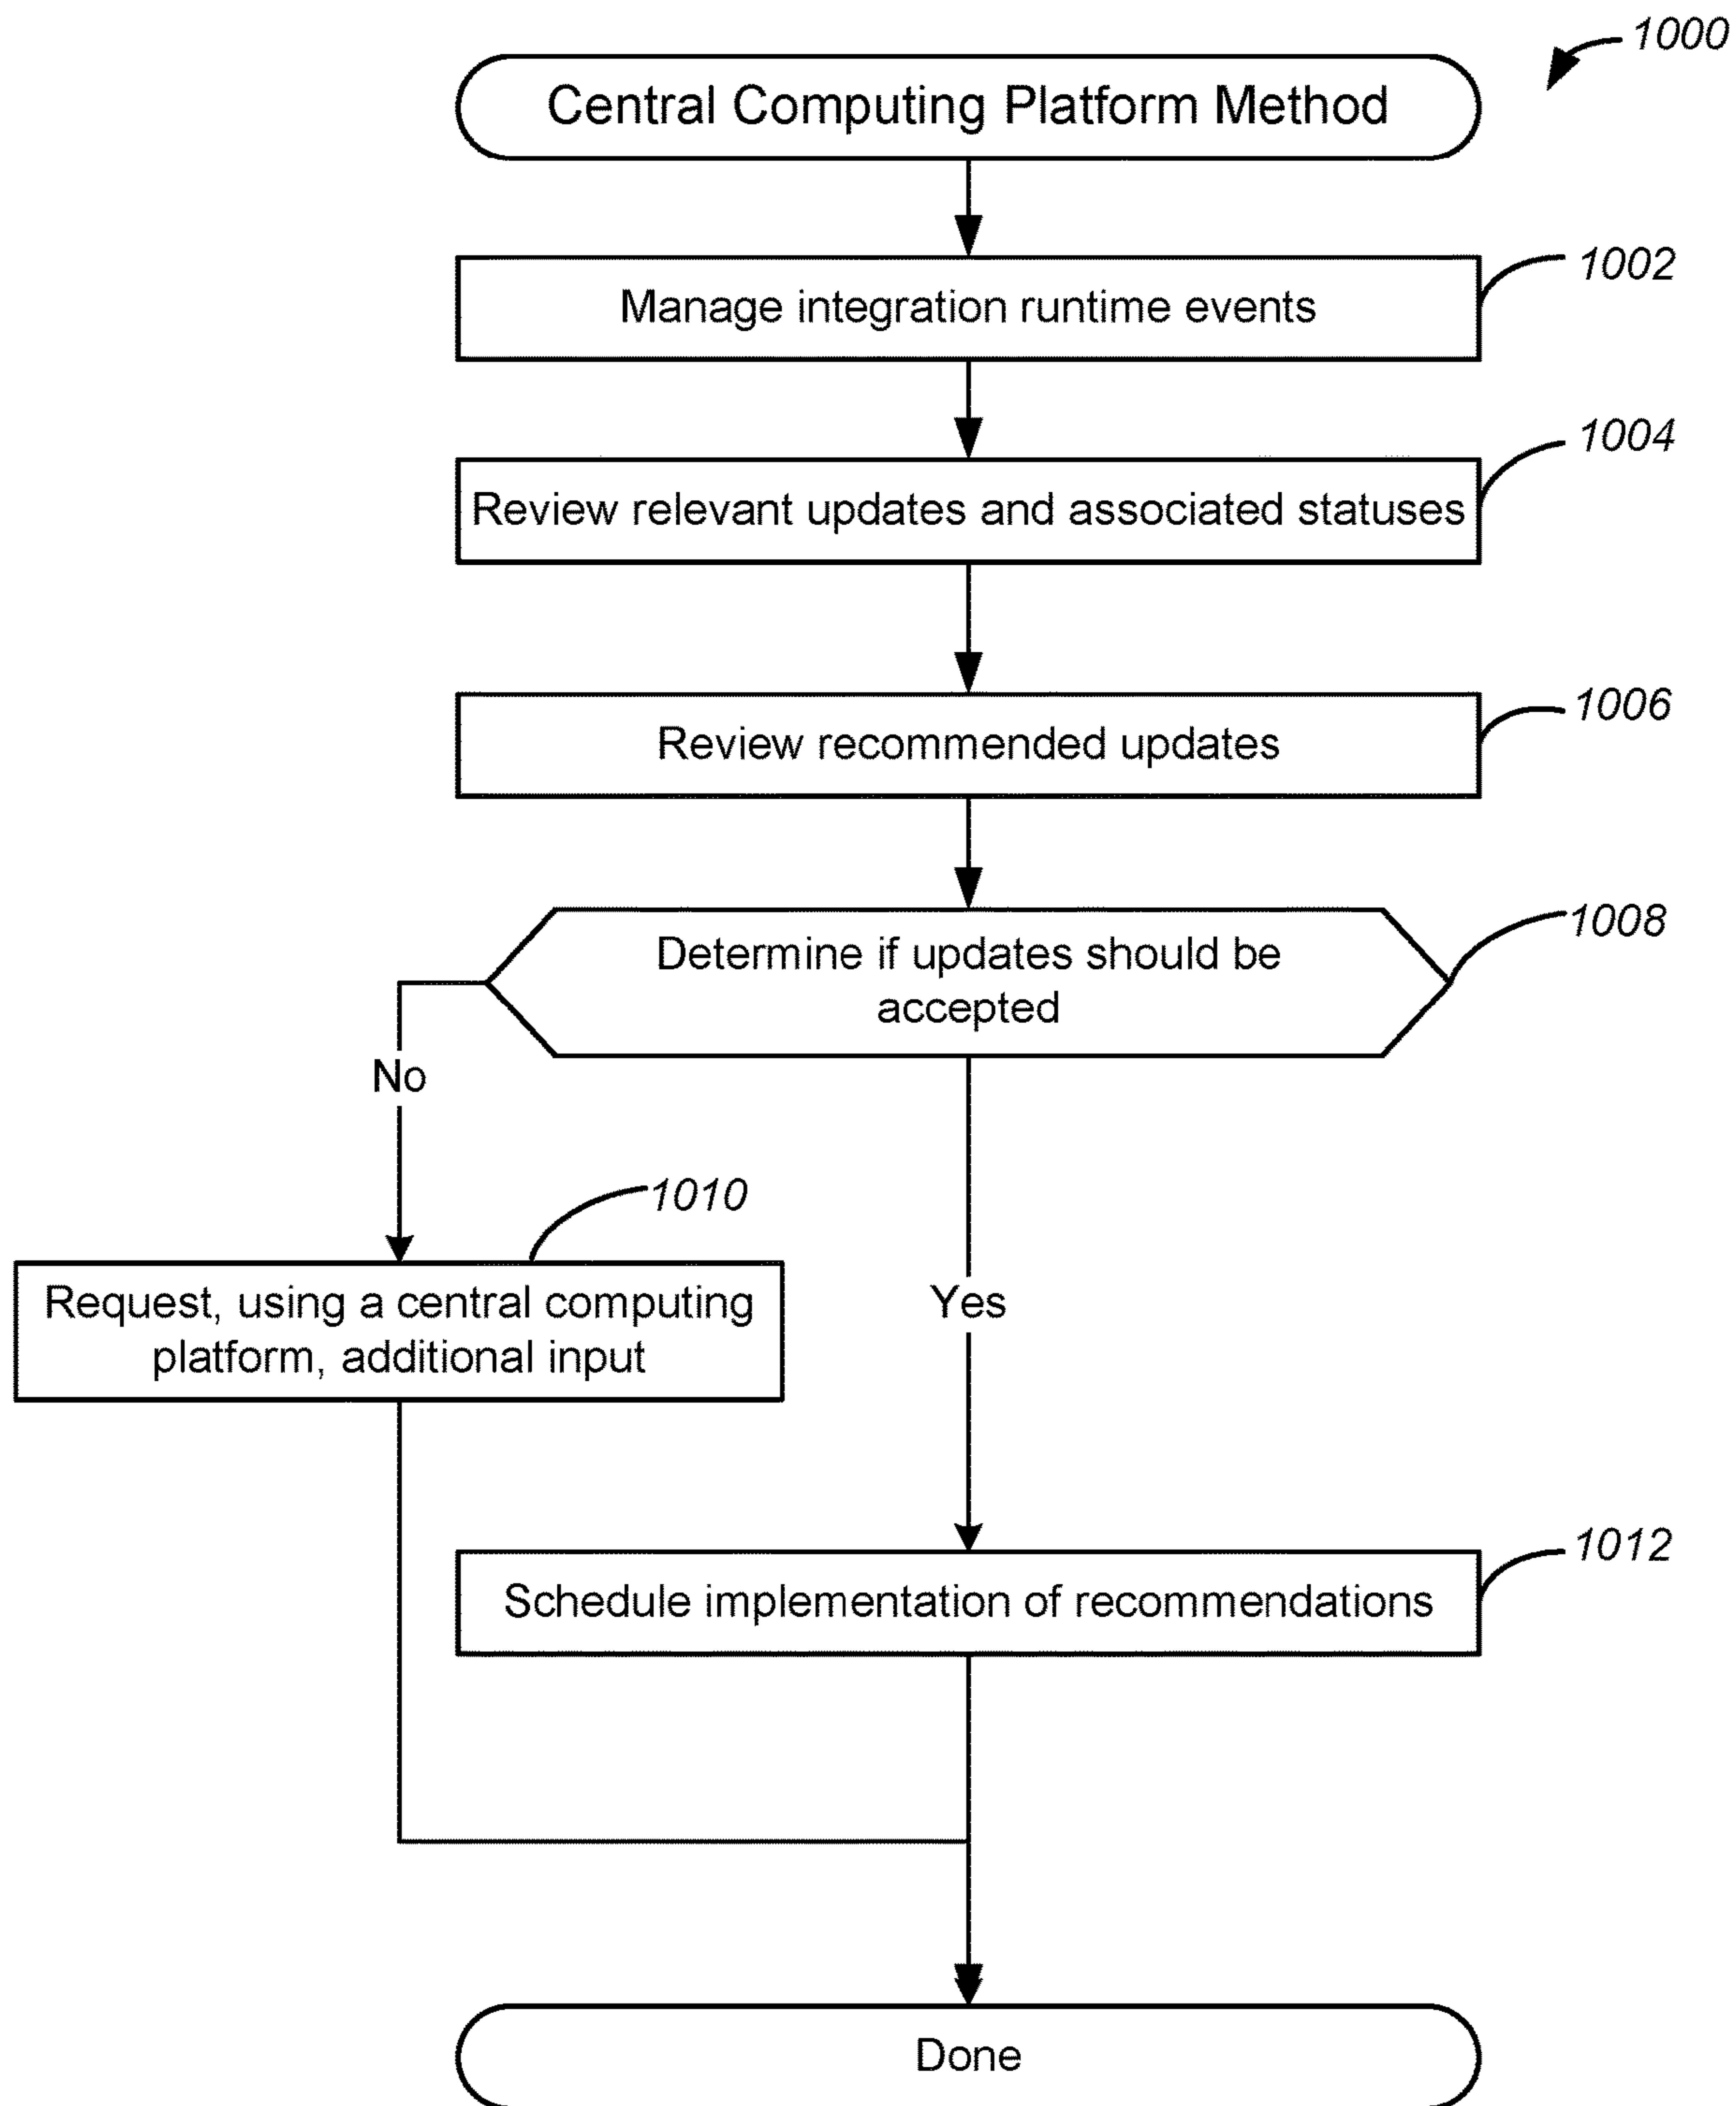 1000
Central Computing Platform Method
1002
Manage integration runtime events
1004
Review relevant updates and associated statuses
1006
Review recommended updates
1008
Determine if updates should be
accepted
No
1010
Request, using a central computing
platform, additional input
Yes
1012
Schedule implementation of recommendations
Done